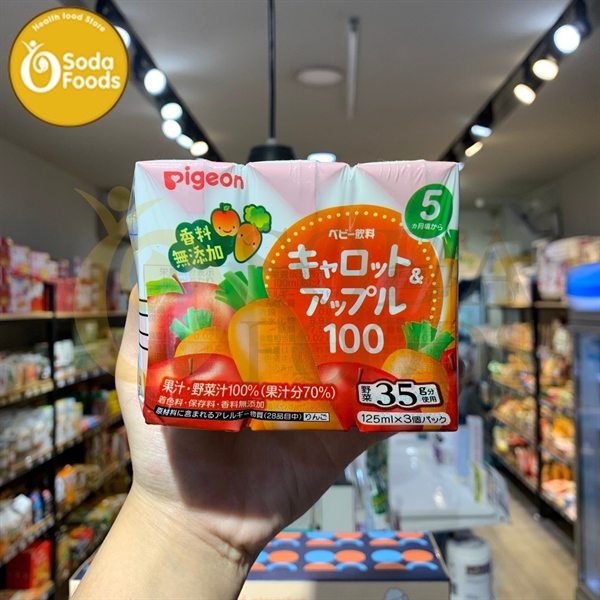 Health food Store
Soda
Foods
pigeon
香料
無添加
5
カ月頃から
ベビー飲料
キャロット&
アップル
100
果汁・野菜汁100%(果汁分70%)
着色料・保存料・香料無添加
原材料に含まれるアレルギー物質(28品目中)りんご
野菜35g分使用
125ml×3個パック